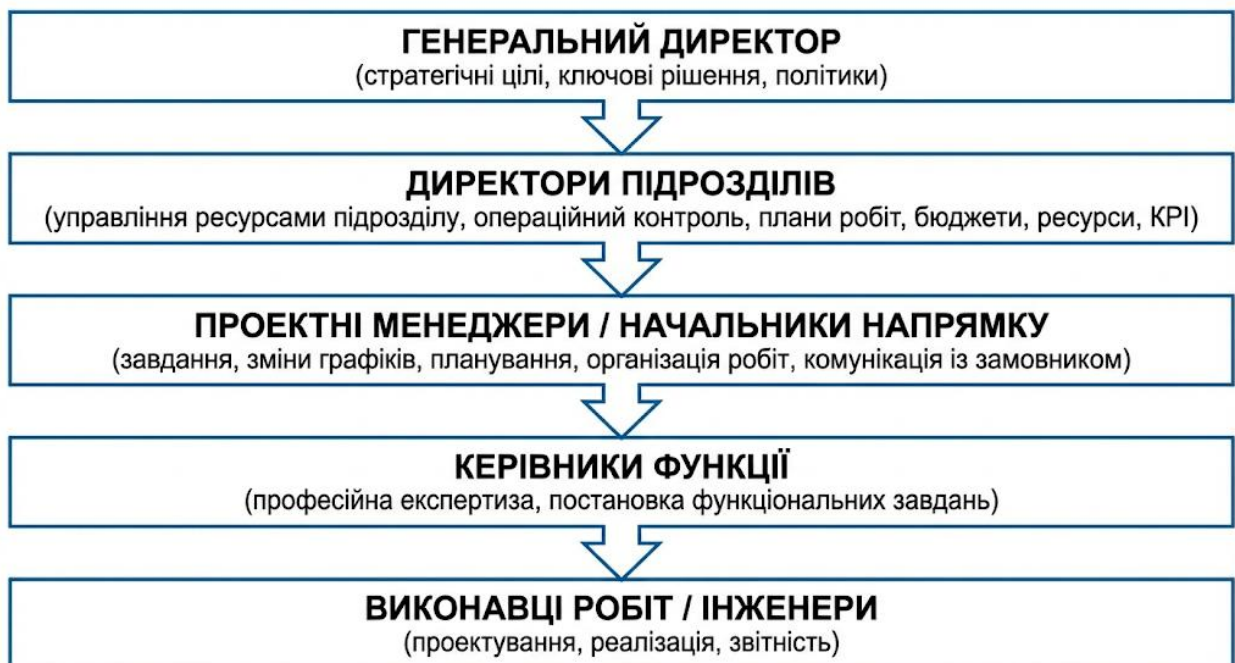 ГЕНЕРАЛЬНИЙ ДИРЕКТОР
(стратегічні цілі, ключові рішення, політики)
ДИРЕКТОРИ ПІДРОЗДІЛІВ
(управління ресурсами підрозділу, операційний контроль, плани робіт, бюджети, ресурси, КРІ)
ПРОЕКТНІ МЕНЕДЖЕРИ / НАЧАЛЬНИКИ НАПРЯМКУ
(завдання, зміни графіків, планування, організація робіт, комунікація із замовником)
КЕРІВНИКИ ФУНКЦІЇ
(професійна експертиза, постановка функціональних завдань)
ВИКОНАВЦІ РОБІТ / ІНЖЕНЕРИ
(проектування, реалізація, звітність)